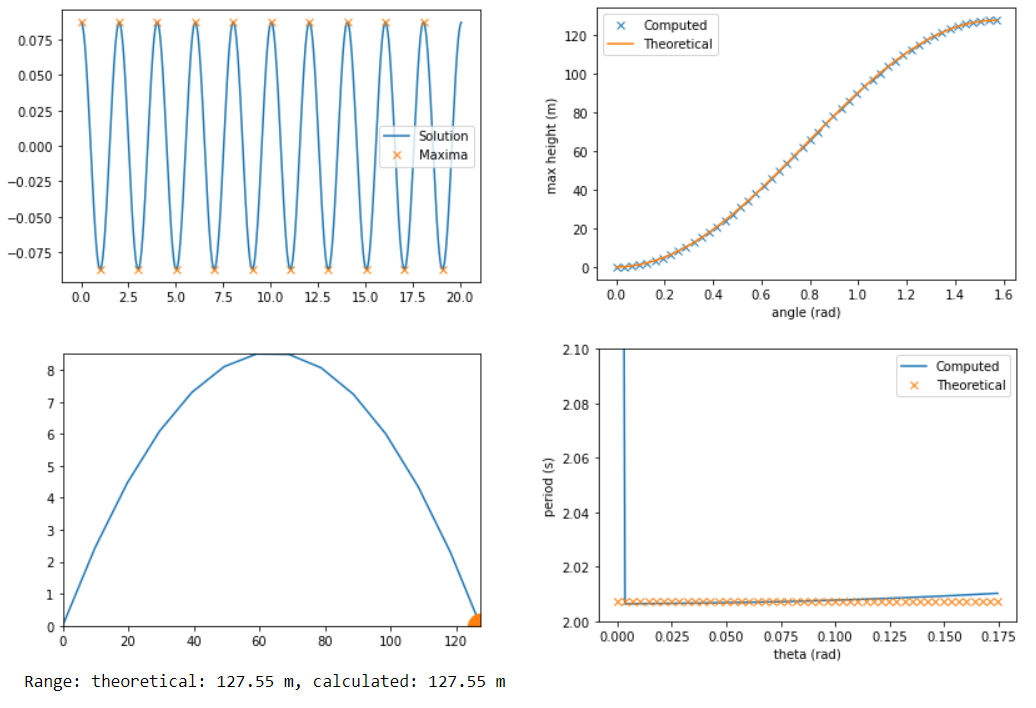 0.075
0.050
0.025
0.000
−0.025
−0.050
−0.075
0.0 2.5 5.0 7.5 10.0 12.5 15.0 17.5 20.0
Solution
Maxima
max height (m)
120
100
80
60
40
20
0
0.0 0.2 0.4 0.6 0.8 1.0 1.2 1.4 1.6
angle (rad)
Computed
Theoretical
8
7
6
5
4
3
2
1
0
0 20 40 60 80 100 120
period (s)
2.10
2.08
2.06
2.04
2.02
2.00
0.000 0.025 0.050 0.075 0.100 0.125 0.150 0.175
theta (rad)
Computed
Theoretical
Range: theoretical: 127.55 m, calculated: 127.55 m